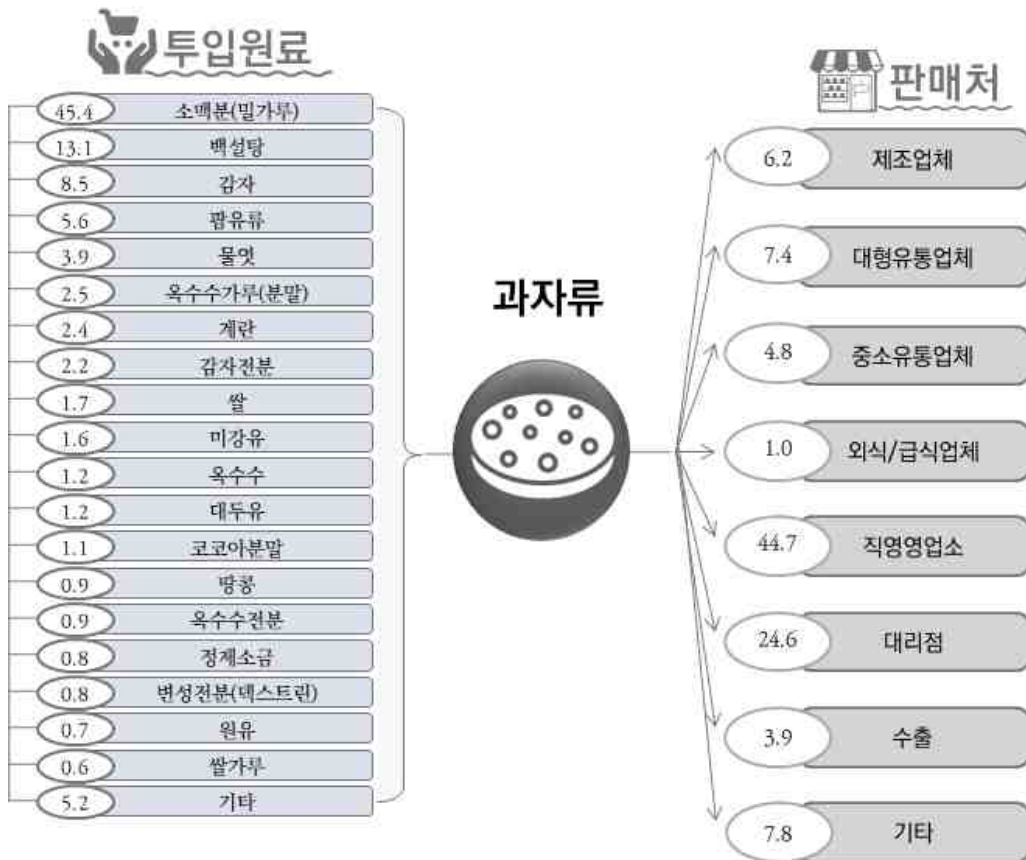 투입원료
45.4 소맥분(밀가루)
13.1 백설탕
8.5 감자
5.6 팜유류
3.9 물엿
2.5 옥수수가루(분말)
2.4 계란
2.2 감자전분
1.7 쌀
1.6 미강유
1.2 옥수수
1.2 대두유
1.1 코코아분말
0.9 땅콩
0.9 옥수수전분
0.8 정제소금
0.8 변성전분(덱스트린)
0.7 원유
0.6 쌀가루
5.2 기타
과자류
판매처
6.2 제조업체
7.4 대형유통업체
4.8 중소유통업체
1.0 외식/급식업체
44.7 직영영업소
24.6 대리점
3.9 수출
7.8 기타